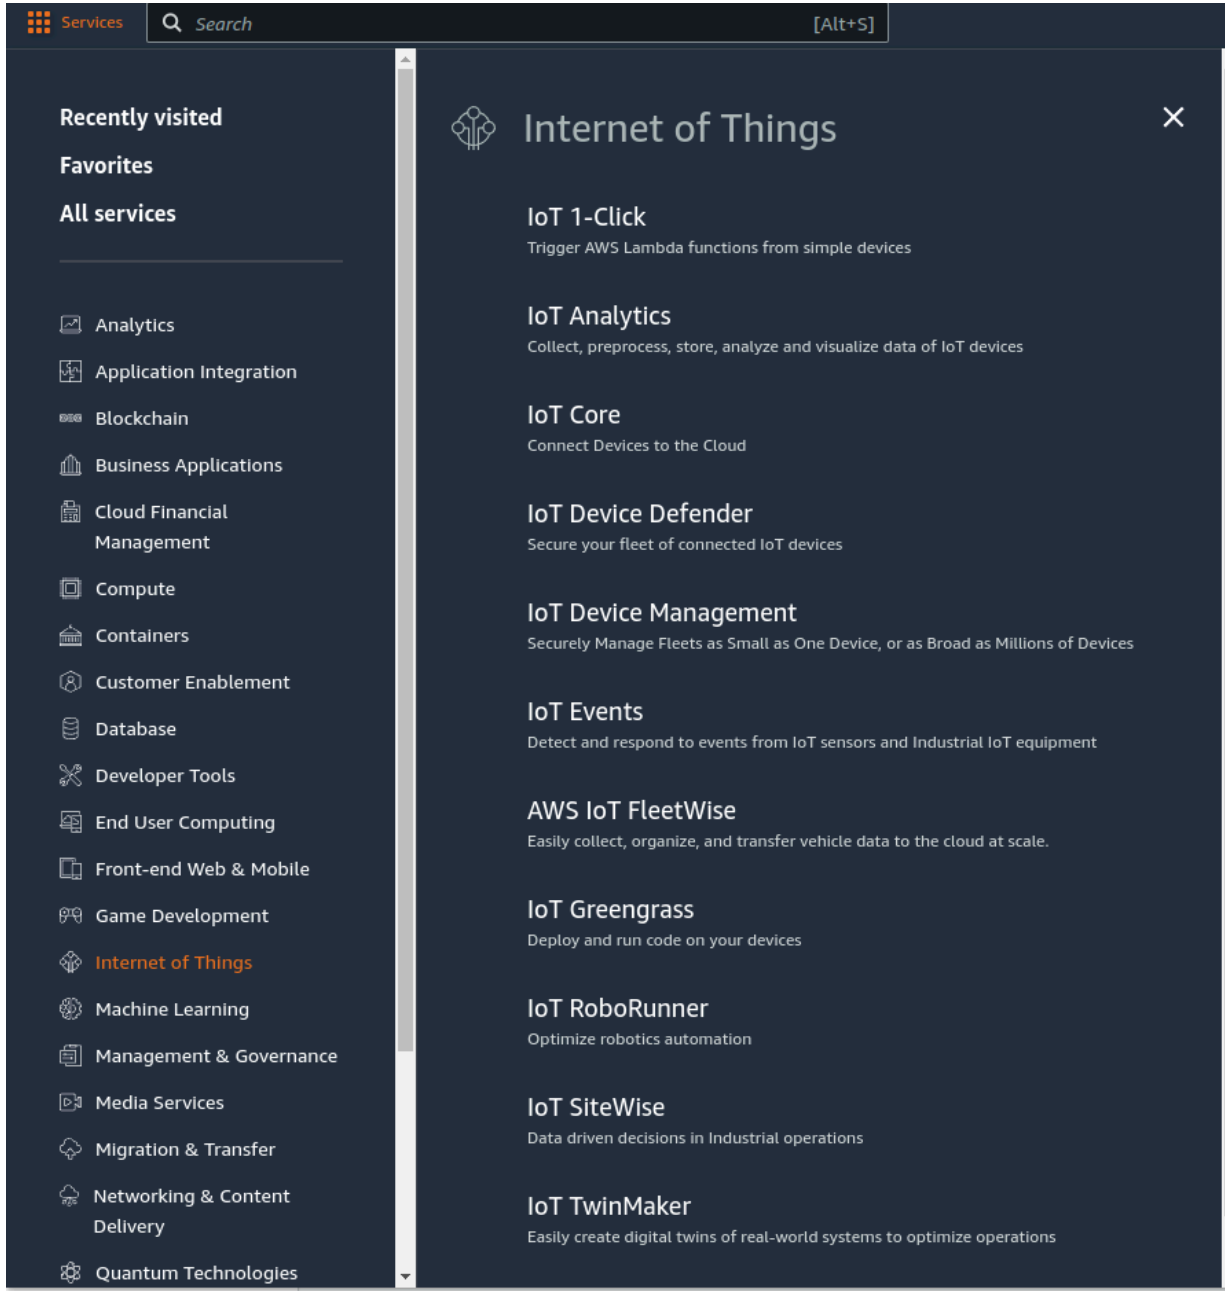 Services
Search [Alt+S]
Recently visited
Favorites
All services
Analytics
Application Integration
Blockchain
Business Applications
Cloud Financial
Management
Compute
Containers
Customer Enablement
Database
Developer Tools
End User Computing
Front-end Web & Mobile
Game Development
Internet of Things
Machine Learning
Management & Governance
Media Services
Migration & Transfer
Networking & Content
Delivery
Quantum Technologies
Internet of Things
IoT 1-Click
Trigger AWS Lambda functions from simple devices
IoT Analytics
Collect, preprocess, store, analyze and visualize data of IoT devices
IoT Core
Connect Devices to the Cloud
IoT Device Defender
Secure your fleet of connected IoT devices
IoT Device Management
Securely Manage Fleets as Small as One Device, or as Broad as Millions of Devices
IoT Events
Detect and respond to events from IoT sensors and Industrial IoT equipment
AWS IoT FleetWise
Easily collect, organize, and transfer vehicle data to the cloud at scale.
IoT Greengrass
Deploy and run code on your devices
IoT RoboRunner
Optimize robotics automation
IoT SiteWise
Data driven decisions in Industrial operations
IoT TwinMaker
Easily create digital twins of real-world systems to optimize operations